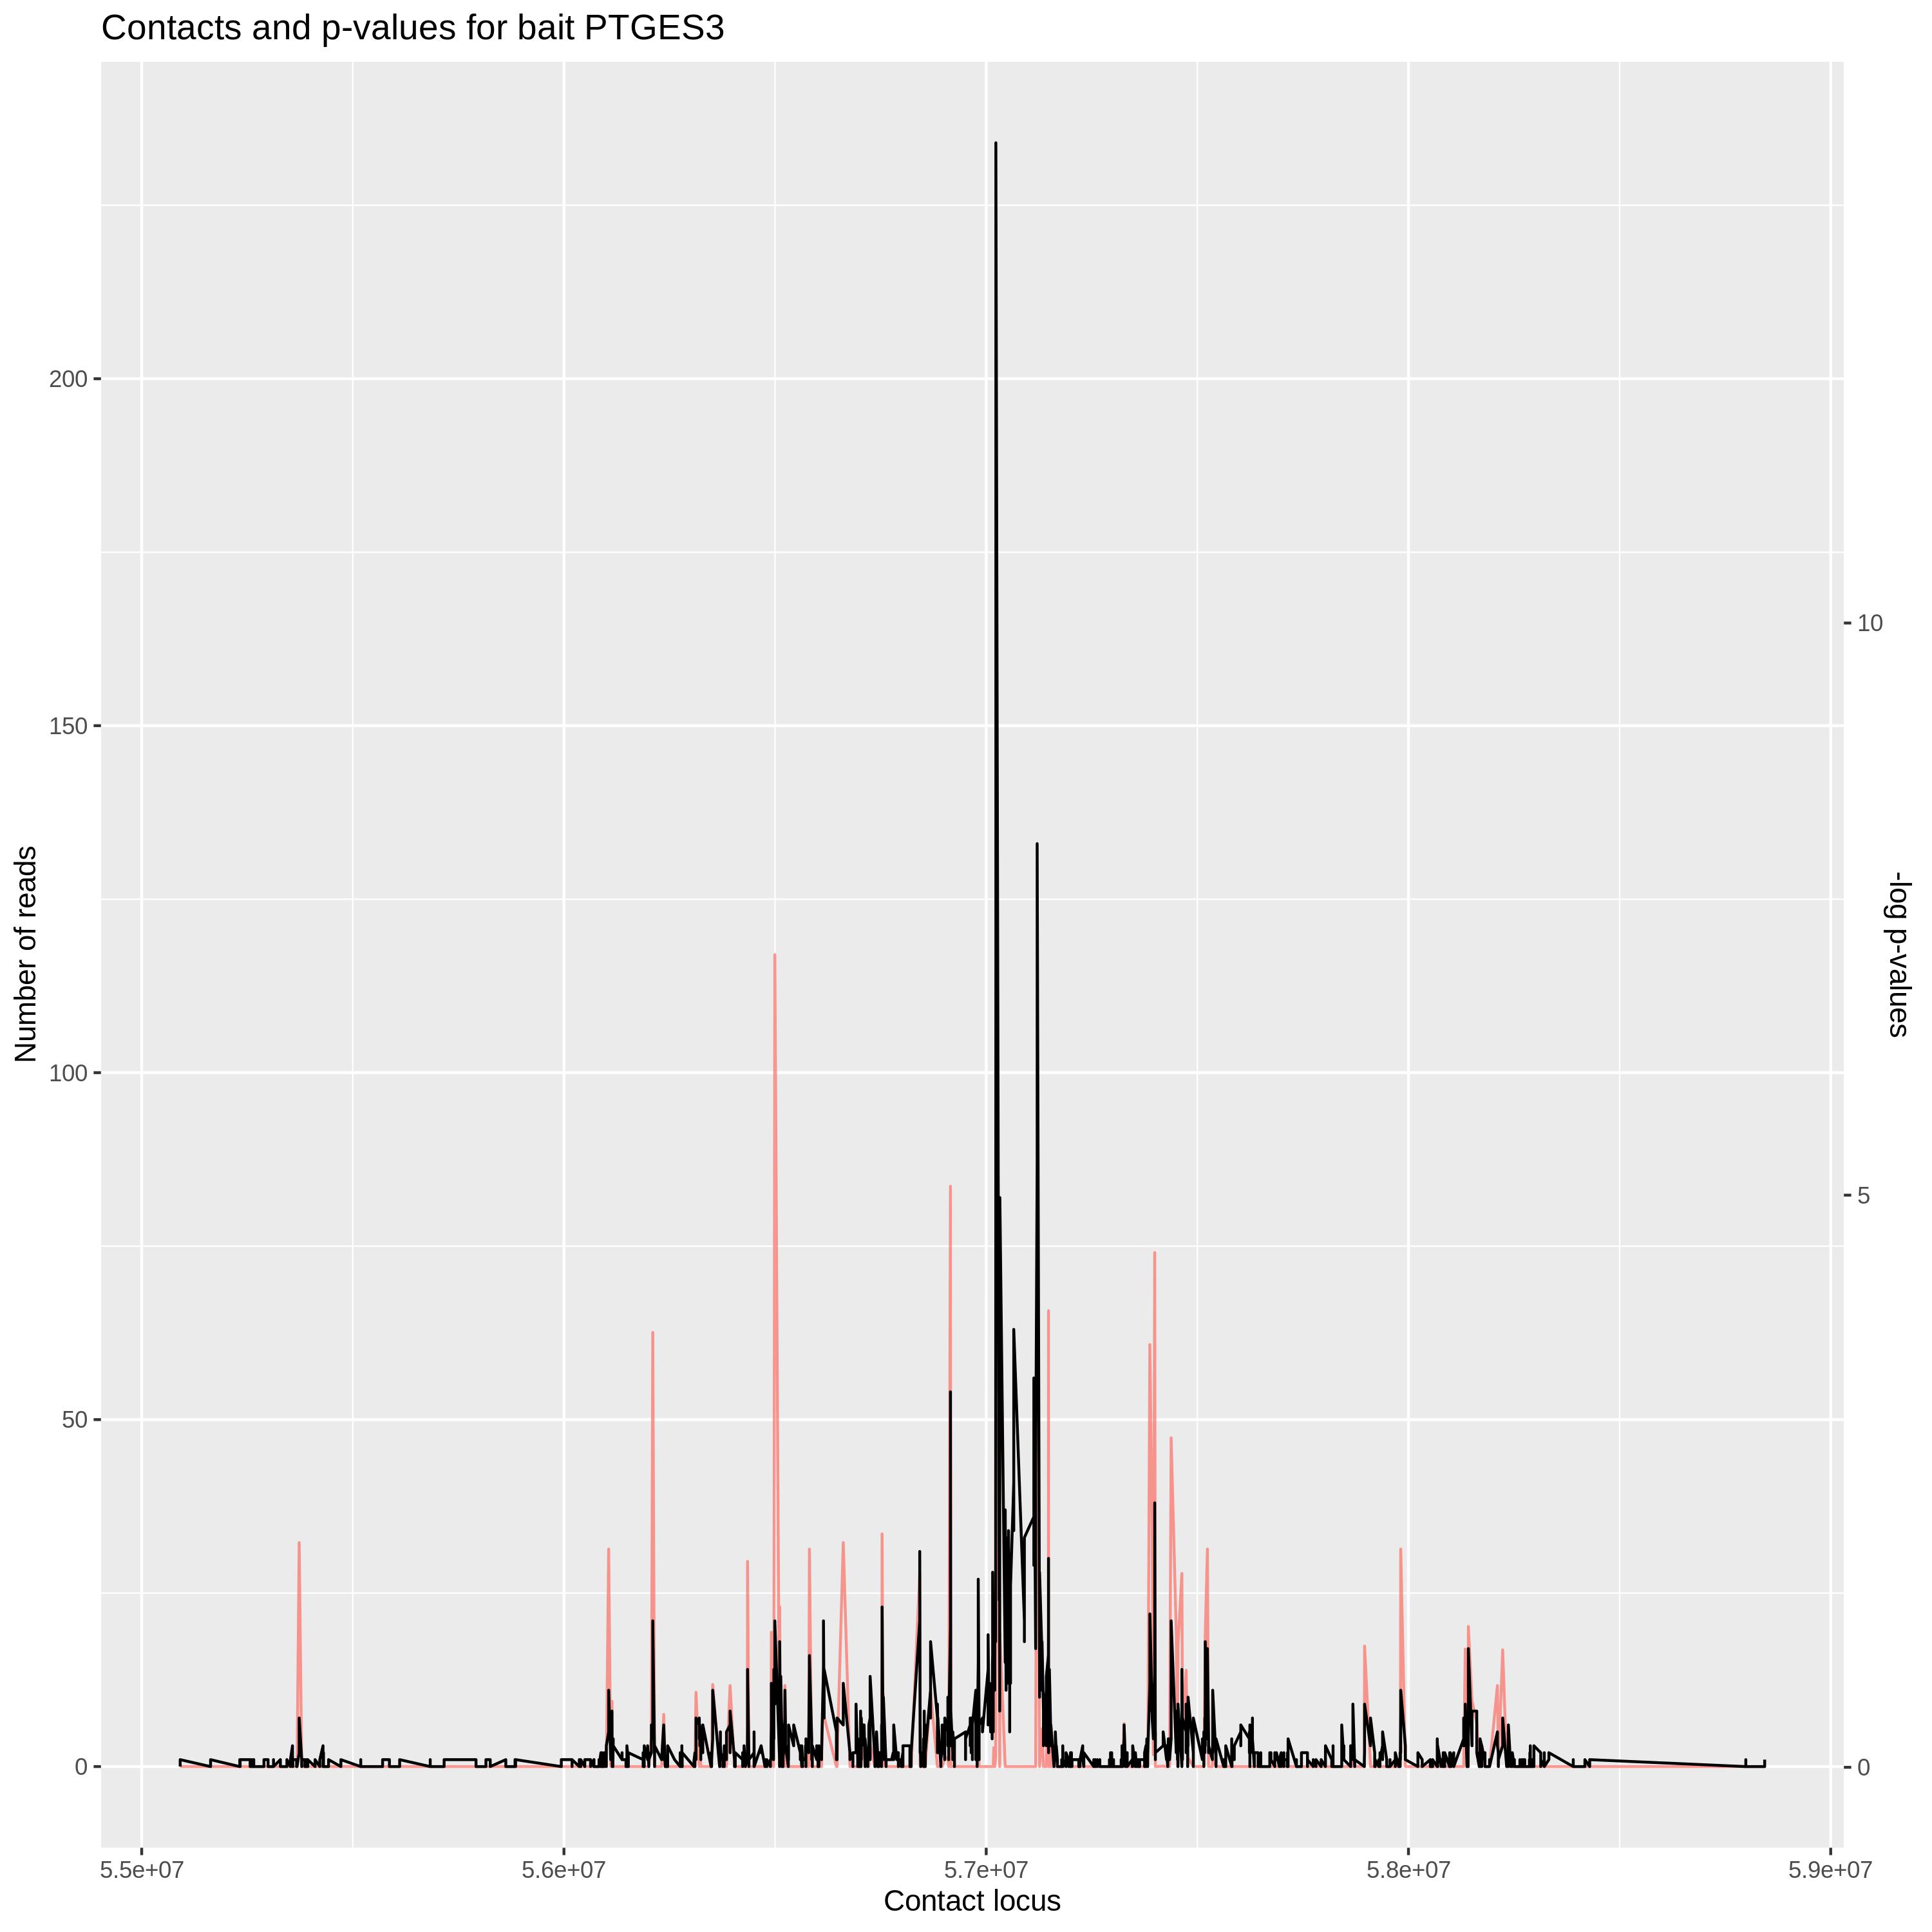 Contacts and p-values for bait PTGES3
Number of reads
200
150
100
50
0
10
5
0
-log p-values
5.5e+07
5.6e+07
5.7e+07
5.8e+07
5.9e+07
Contact locus